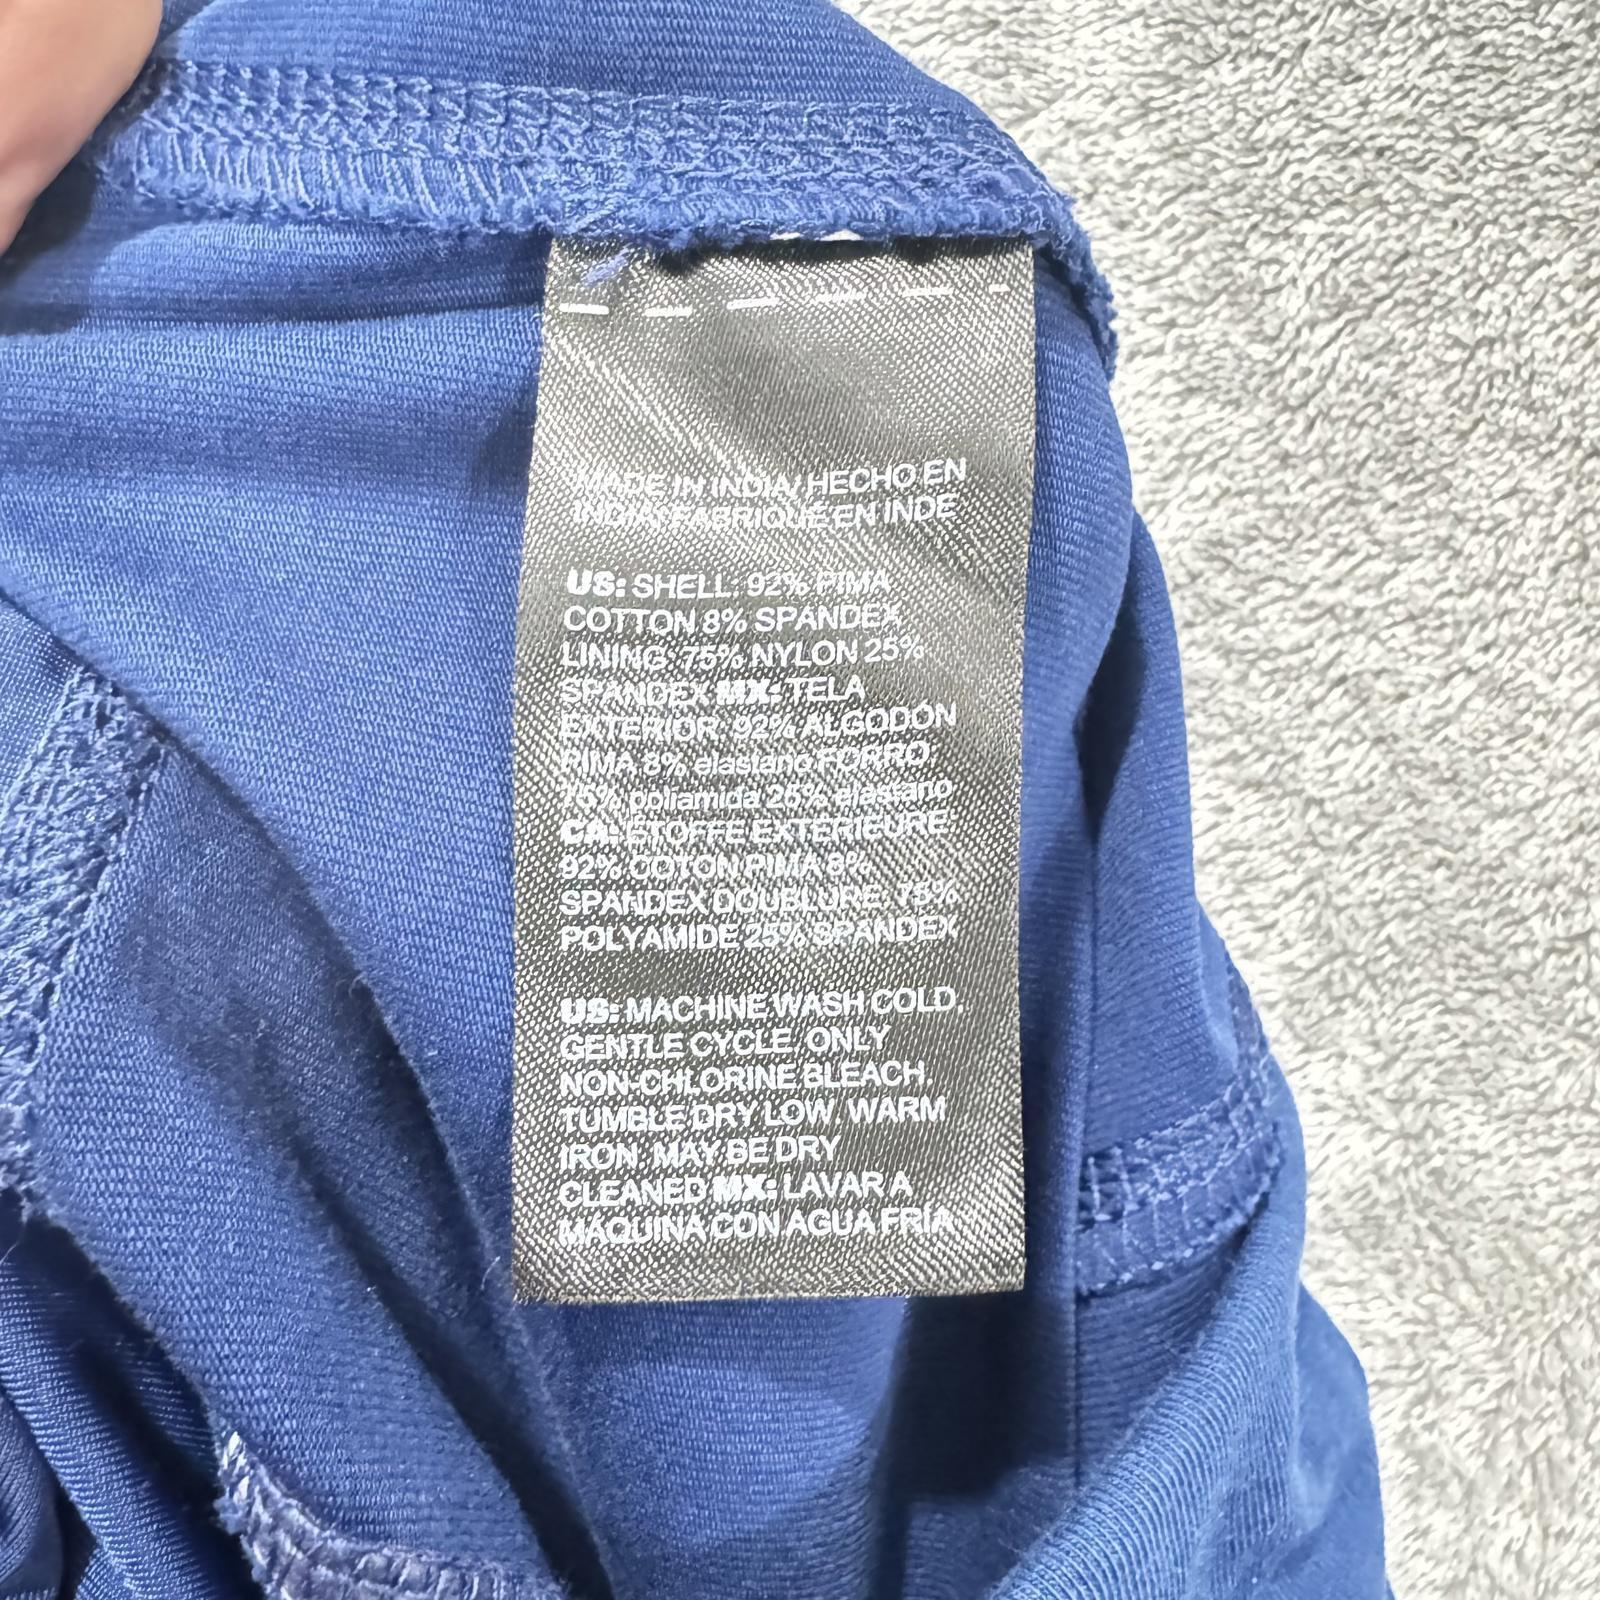 MADE IN INDIA/ HECHO EN
INDIA/ FABRIQUÉ EN INDE
US: SHELL: 92% PIMA
COTTON 8% SPANDEX
LINING: 75% NYLON 25%
SPANDEX MX: TELA
EXTERIOR: 92% ALGODÓN
PIMA 8% elastano FORRO:
75% poliamida 25% elastano
CA: ÉTOFFE EXTÉRIEURE:
92% COTON PIMA 8%
SPANDEX DOUBLURE: 75%
POLYAMIDE 25% SPANDEX
US: MACHINE WASH COLD,
GENTLE CYCLE. ONLY
NON-CHLORINE BLEACH.
TUMBLE DRY LOW. WARM
IRON. MAY BE DRY
CLEANED MX: LAVAR A
MÁQUINA CON AGUA FRÍA